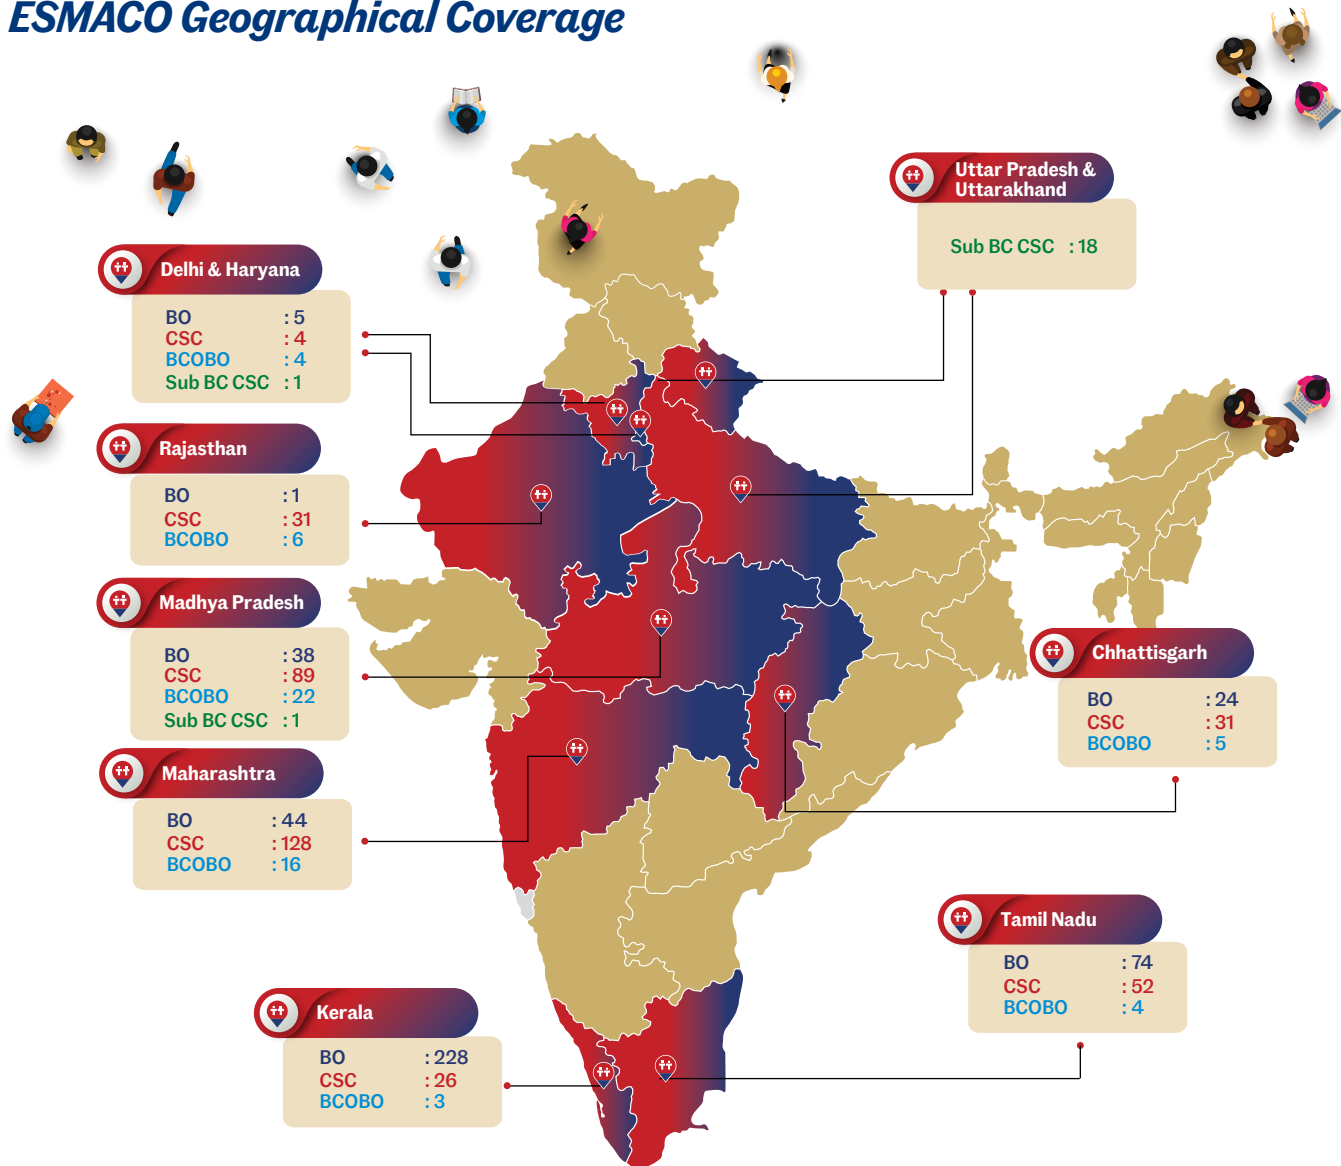 ESMACO Geographical Coverage
Uttar Pradesh &
Uttarakhand
Sub BC CSC : 18
Delhi & Haryana
BO : 5
CSC : 4
BCOBO : 4
Sub BC CSC : 1
Rajasthan
BO : 1
CSC : 31
BCOBO : 6
Madhya Pradesh
BO : 38
CSC : 89
BCOBO : 22
Sub BC CSC : 1
Chhattisgarh
BO : 24
CSC : 31
BCOBO : 5
Maharashtra
BO : 44
CSC : 128
BCOBO : 16
Tamil Nadu
BO : 74
CSC : 52
BCOBO : 4
Kerala
BO : 228
CSC : 26
BCOBO : 3